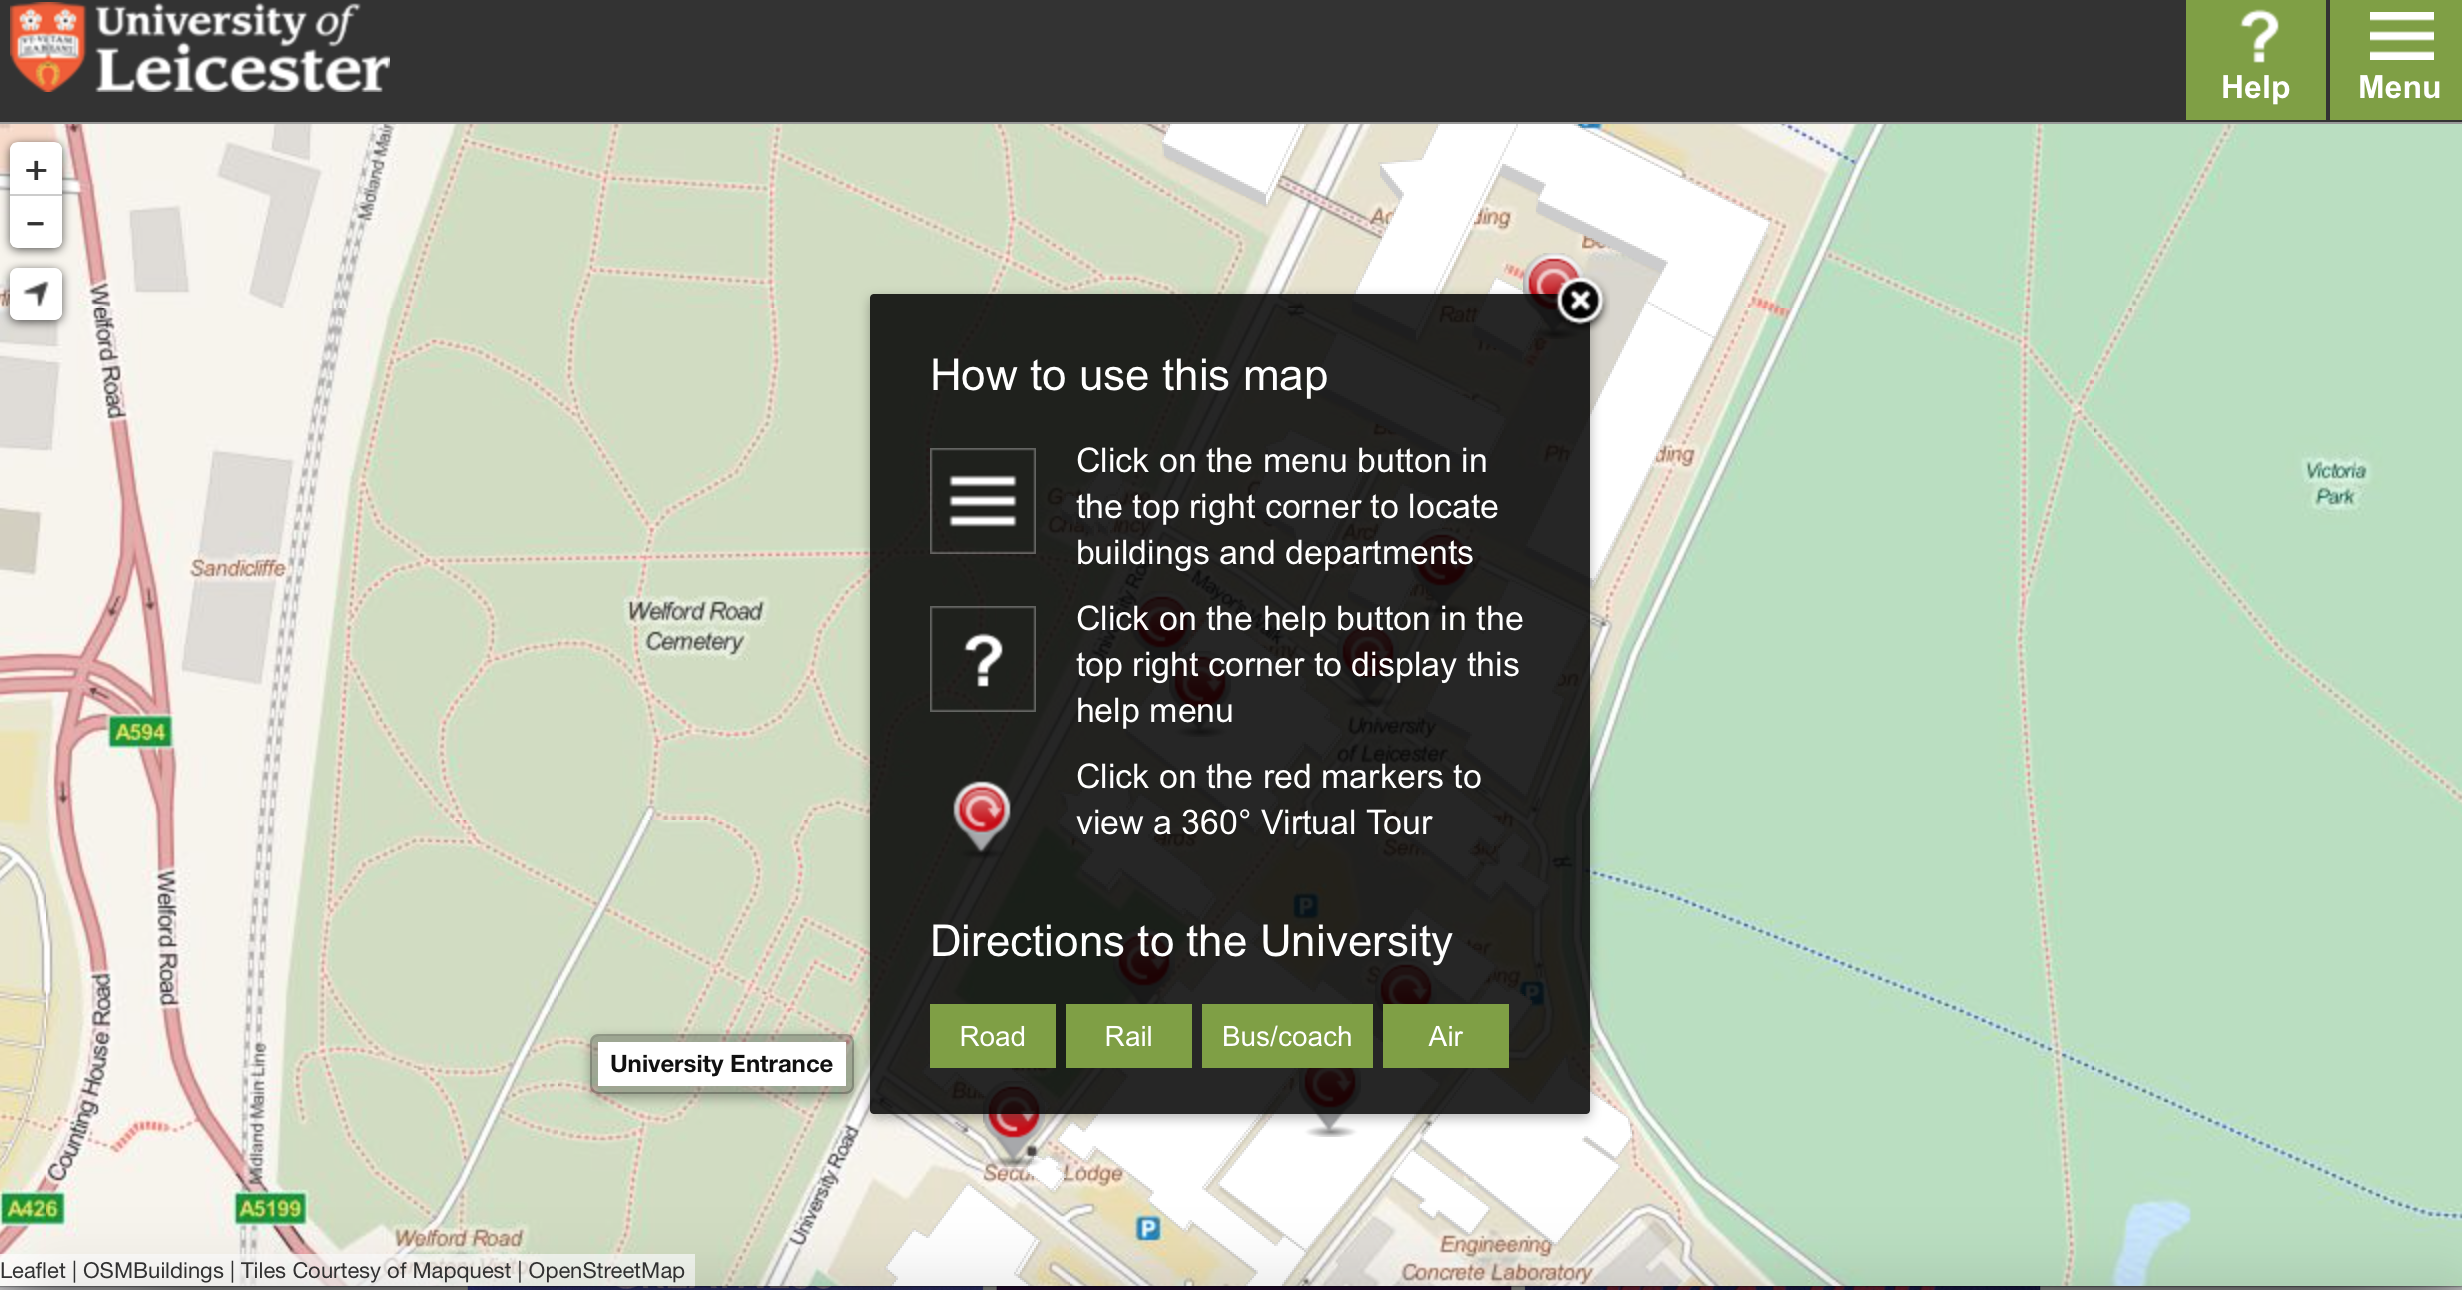 University of
Leicester
Help
Menu
+
−
Midland Mai
Welford Road
Sandicliffe
Welford Road
Cemetery
A594
Welford Road
Counting House Road
Midland Main Line
A426
A5199
Welford Road
University Entrance
University Road
Lodge
P
Engineering
Concrete Laboratory
Victoria
Park
How to use this map
Click on the menu button in
the top right corner to locate
buildings and departments
?
Click on the help button in the
top right corner to display this
help menu
Click on the red markers to
view a 360° Virtual Tour
University
of Leicester
P
P
Directions to the University
Road
Rail
Bus/coach
Air
Leaflet | OSMBuildings | Tiles Courtesy of Mapquest | OpenStreetMap